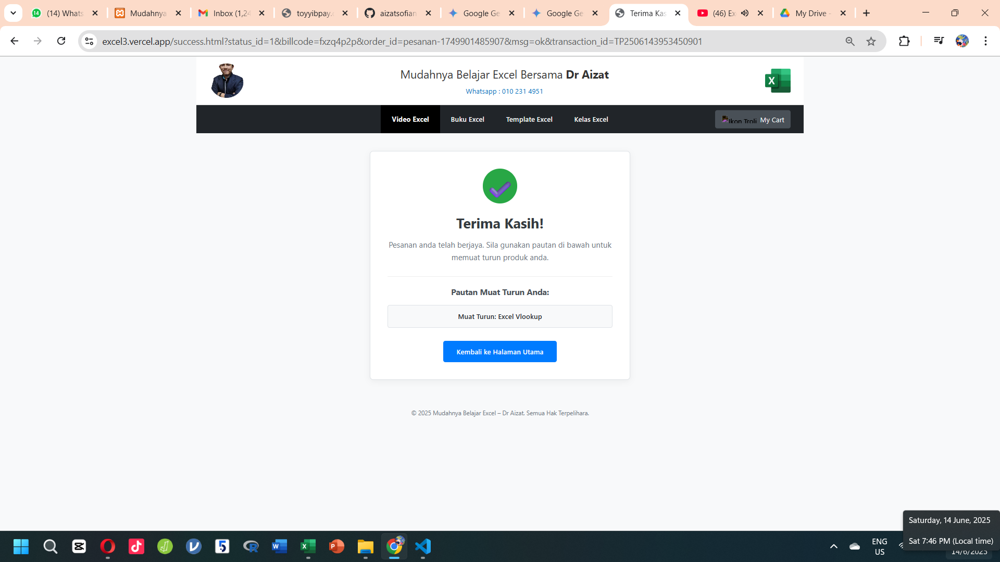 (14) Whats
Mudahnya
Inbox (1,24
toyyibpay.
aizatsofian
Google Ge
Google Ge
Terima Kas
(46) Ex
My Drive -
excel3.vercel.app/success.html?status_id=1&billcode=fxzq4p2p&order_id=pesanan-1749901485907&msg=ok&transaction_id=TP2506143953450901
Mudahnya Belajar Excel Bersama Dr Aizat
Whatsapp : 010 231 4951
Video Excel
Buku Excel
Template Excel
Kelas Excel
Ikon Troli My Cart
Terima Kasih!
Pesanan anda telah berjaya. Sila gunakan pautan di bawah untuk
memuat turun produk anda.
Pautan Muat Turun Anda:
Muat Turun: Excel Vlookup
Kembali ke Halaman Utama
© 2025 Mudahnya Belajar Excel – Dr Aizat. Semua Hak Terpelihara.
Saturday, 14 June, 2025
Sat 7:46 PM (Local time)
ENG
US
14/6/2025